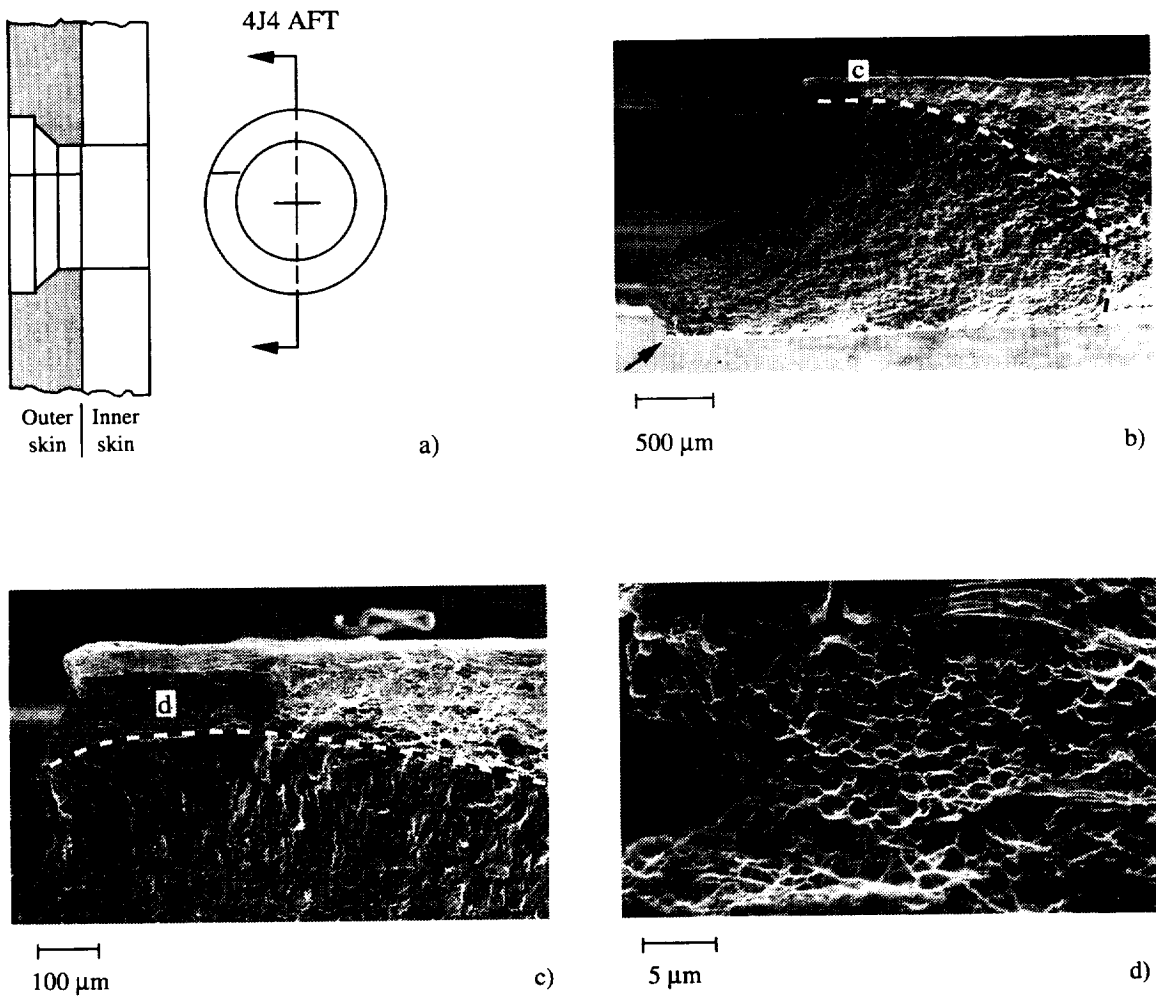 4J4 AFT
Outer skin
Inner skin
a)
c
500 μm
b)
d
100 μm
c)
5 μm
d)